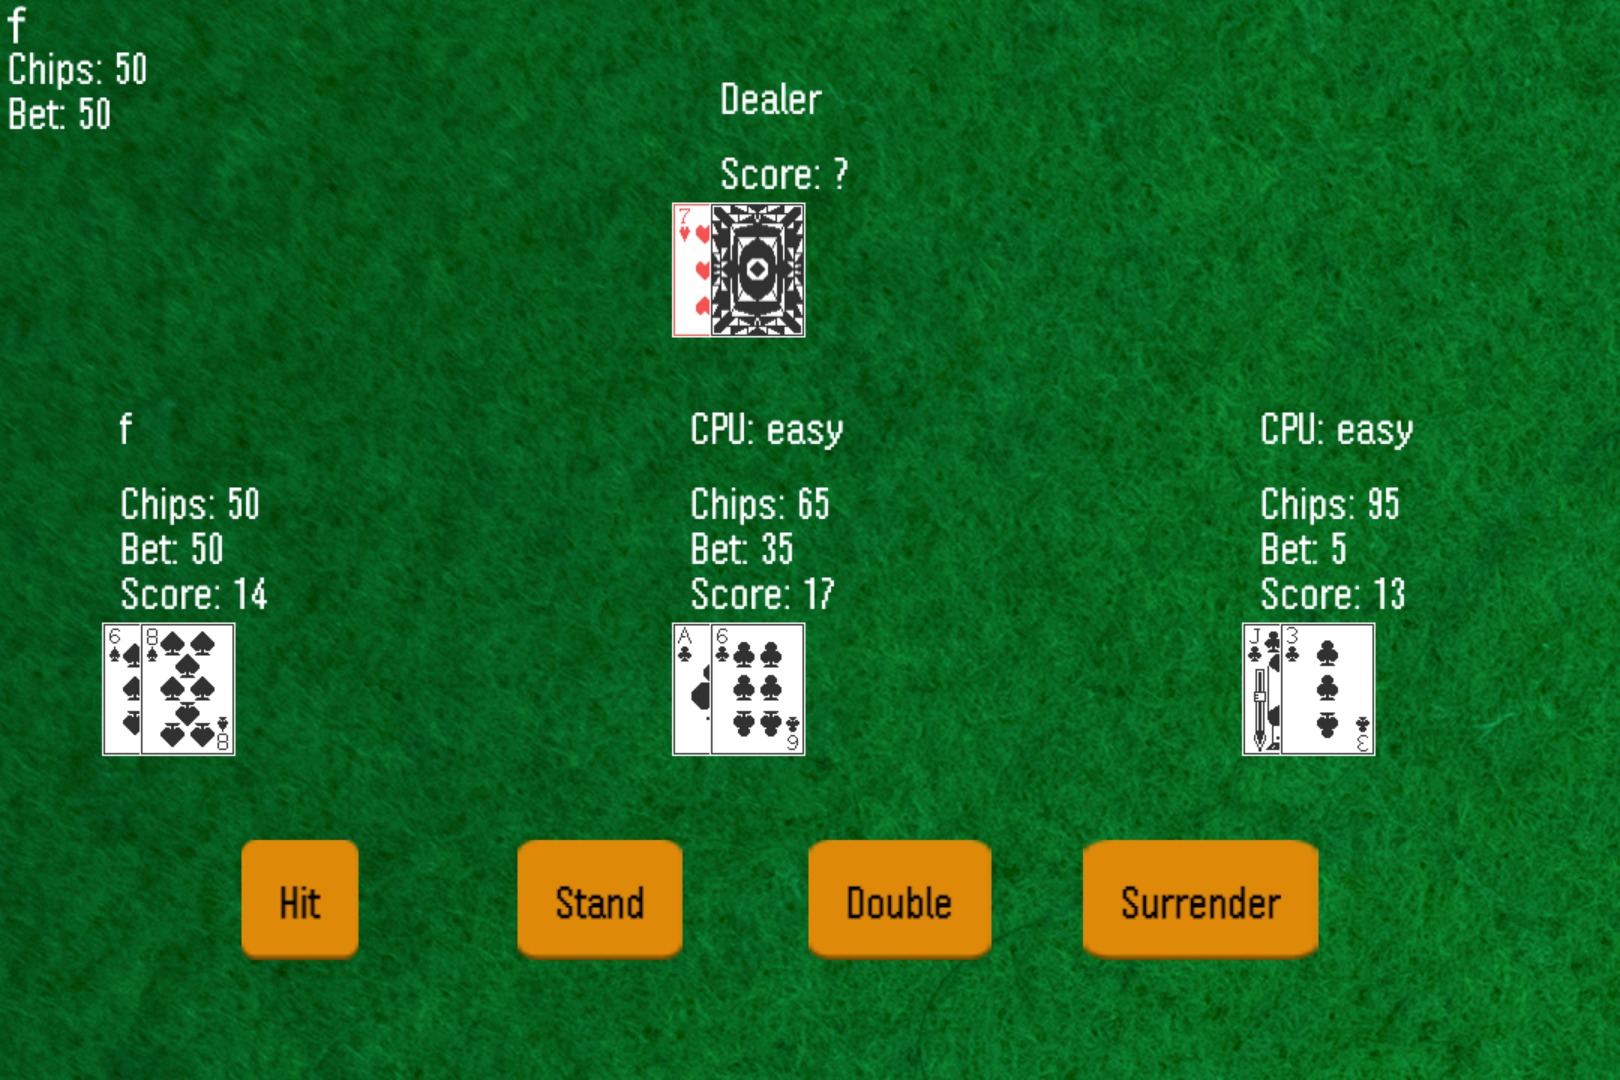 f
Chips: 50
Bet: 50
Dealer
Score: ?
7
f
Chips: 50
Bet: 50
Score: 14
6 8
8
CPU: easy
Chips: 65
Bet: 35
Score: 17
A 6
6
CPU: easy
Chips: 95
Bet: 5
Score: 13
J 3
3
Hit
Stand
Double
Surrender